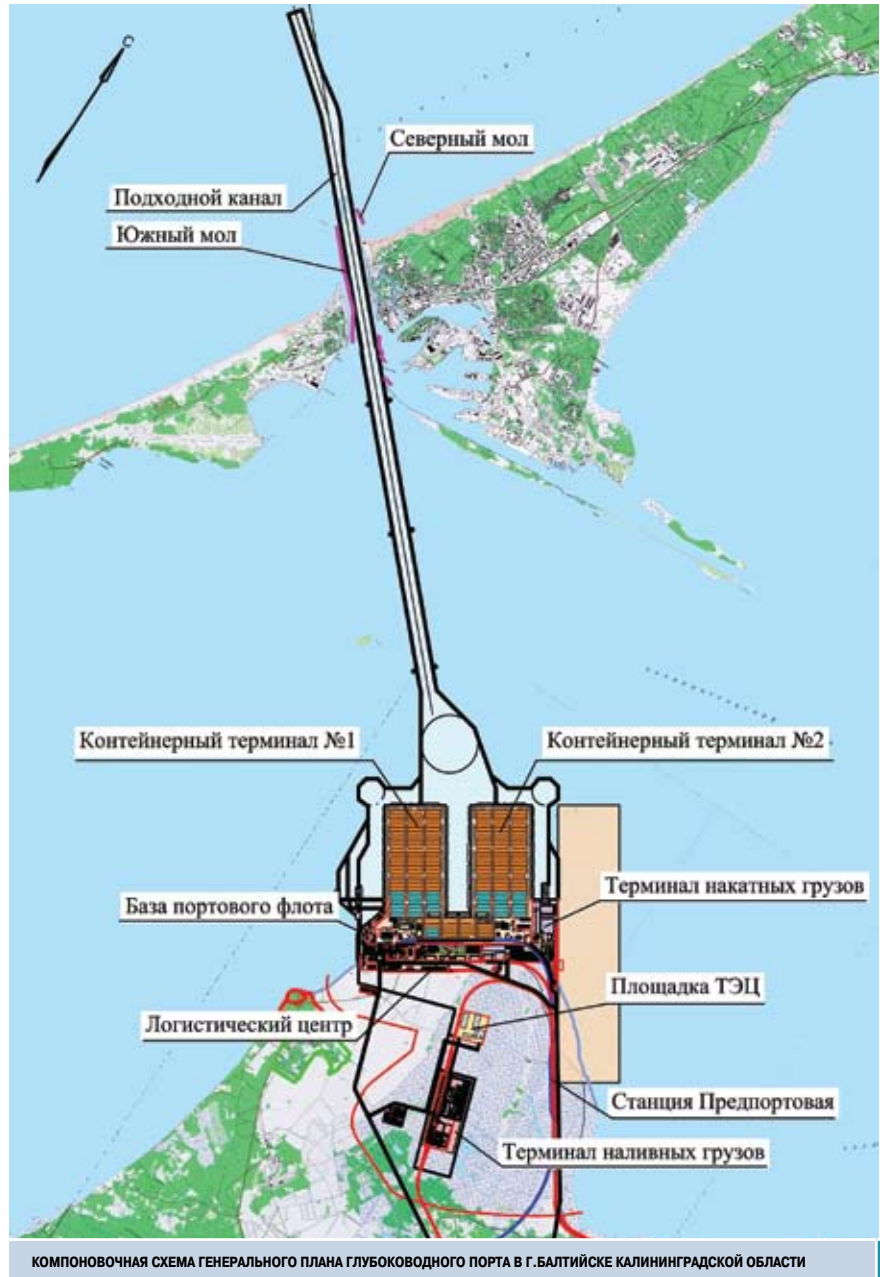 С
Северный мол
Подходной канал
Южный мол
Контейнерный терминал №1
Контейнерный терминал №2
Терминал накатных грузов
База портового флота
Площадка ТЭЦ
Логистический центр
Станция Предпортовая
Терминал наливных грузов
КОМПОНОВОЧНАЯ СХЕМА ГЕНЕРАЛЬНОГО ПЛАНА ГЛУБОКОВОДНОГО ПОРТА В Г.БАЛТИЙСКЕ КАЛИНИНГРАДСКОЙ ОБЛАСТИ